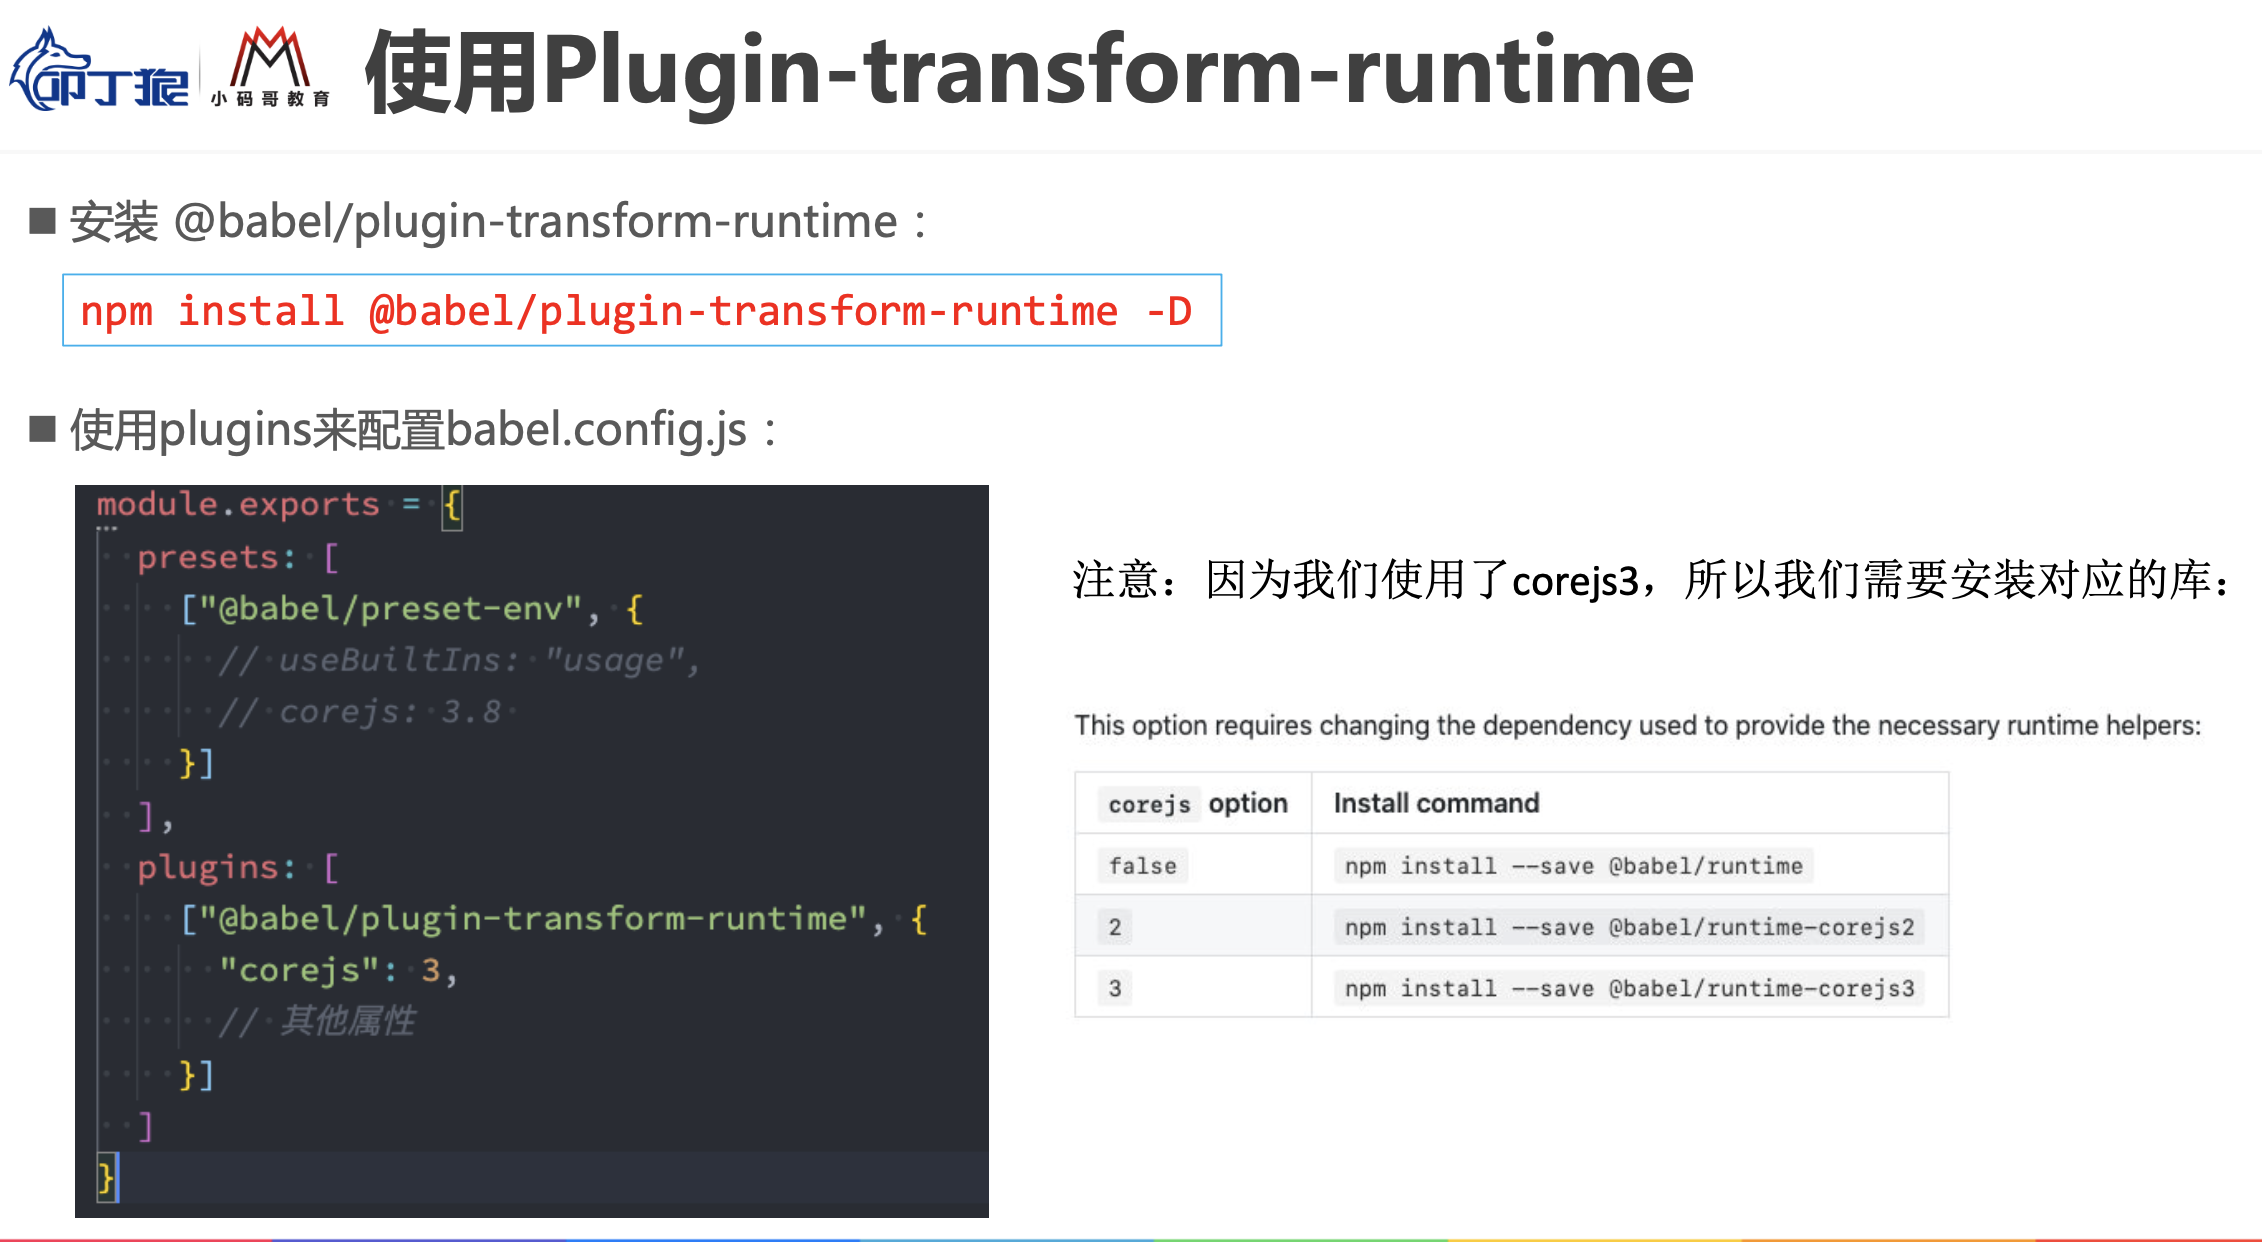 叩丁狼
小码哥教育
使用Plugin-transform-runtime
安装 @babel/plugin-transform-runtime：
npm install @babel/plugin-transform-runtime -D
使用plugins来配置babel.config.js：
module.exports = {
presets: [
["@babel/preset-env", {
// useBuiltIns: "usage",
// corejs: 3.8
}]
],
plugins: [
["@babel/plugin-transform-runtime", {
"corejs": 3,
// 其他属性
}]
]
}
注意：因为我们使用了corejs3，所以我们需要安装对应的库：
This option requires changing the dependency used to provide the necessary runtime helpers:
corejs option Install command
false npm install --save @babel/runtime
2 npm install --save @babel/runtime-corejs2
3 npm install --save @babel/runtime-corejs3